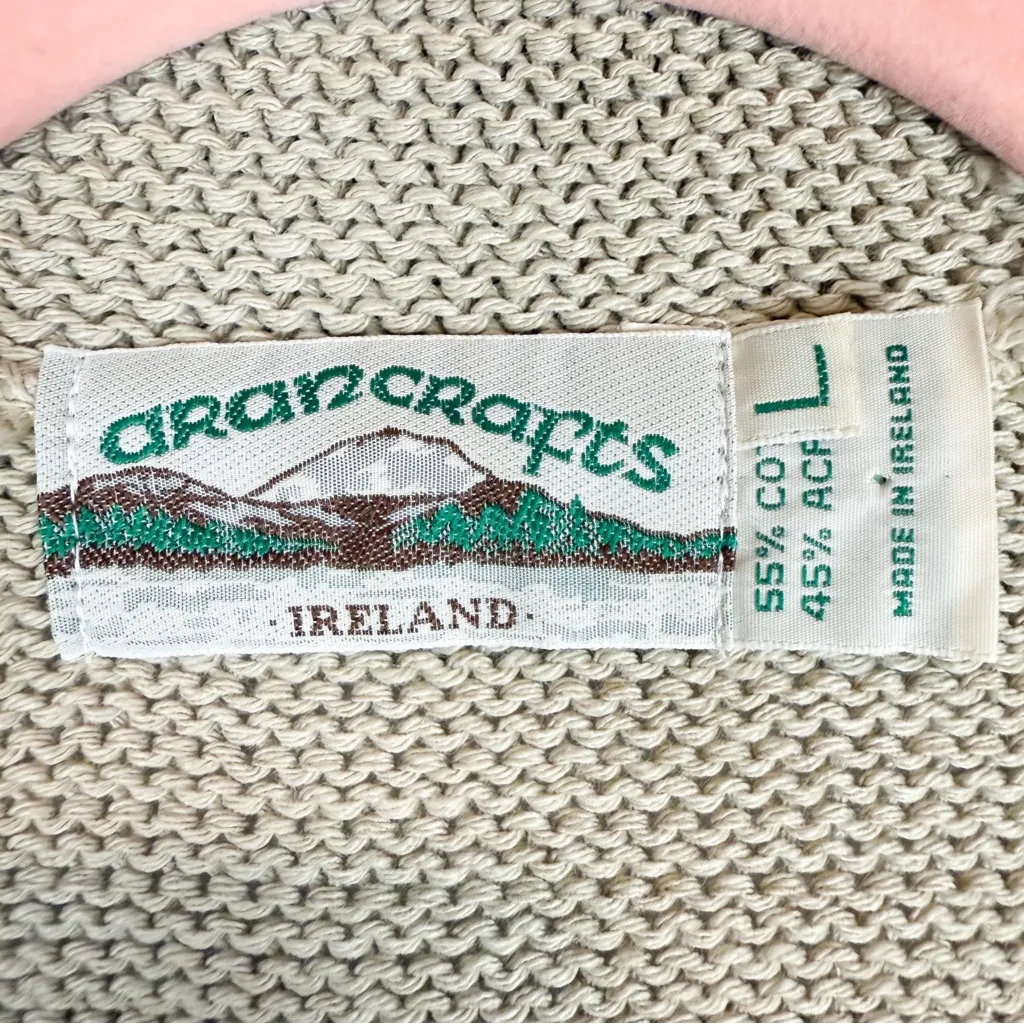 arancrafts
·IRELAND·
L
55% CO
45% ACR
MADE IN IRELAND